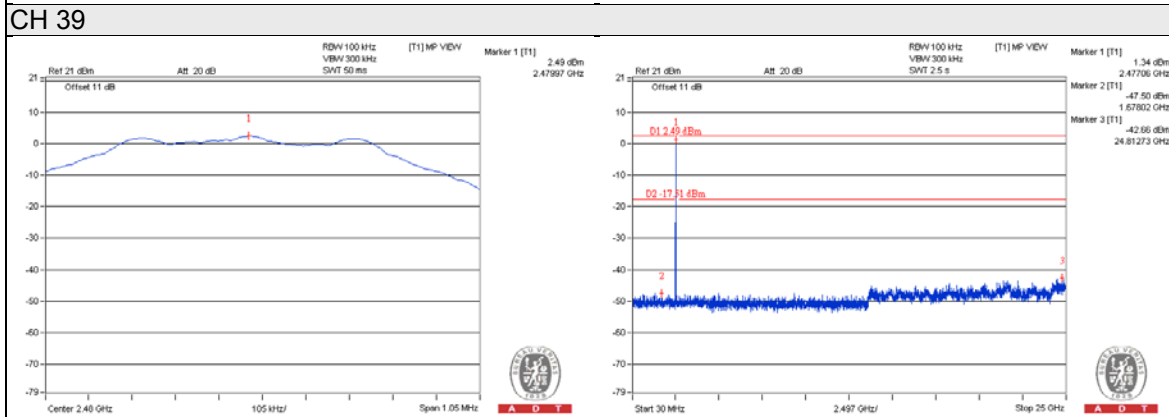 CH 39
RBW 100 kHz [T1] MP VIEW
VBW 300 kHz
Ref 21 dBm Att 20 dB SWT 50 ms
Marker 1 [T1]
2.49 dBm
2.47997 GHz
21
Offset 11 dB
10
1
0
-10
-20
-30
-40
-50
-60
-70
-79
Center 2.48 GHz 105 kHz/ Span 1.05 MHz
BUREAU VERITAS
A D T
RBW 100 kHz [T1] MP VIEW
VBW 300 kHz
Ref 21 dBm Att 20 dB SWT 2.5 s
Marker 1 [T1]
1.34 dBm
2.47706 GHz
Marker 2 [T1]
-47.50 dBm
1.67802 GHz
Marker 3 [T1]
-42.66 dBm
24.81273 GHz
21
Offset 11 dB
10
1
D1 2.49 dBm
0
-10
D2 -17.51 dBm
-20
-30
-40
2
3
-50
-60
-70
-79
Start 30 MHz 2.497 GHz/ Stop 25 GHz
BUREAU VERITAS
A D T